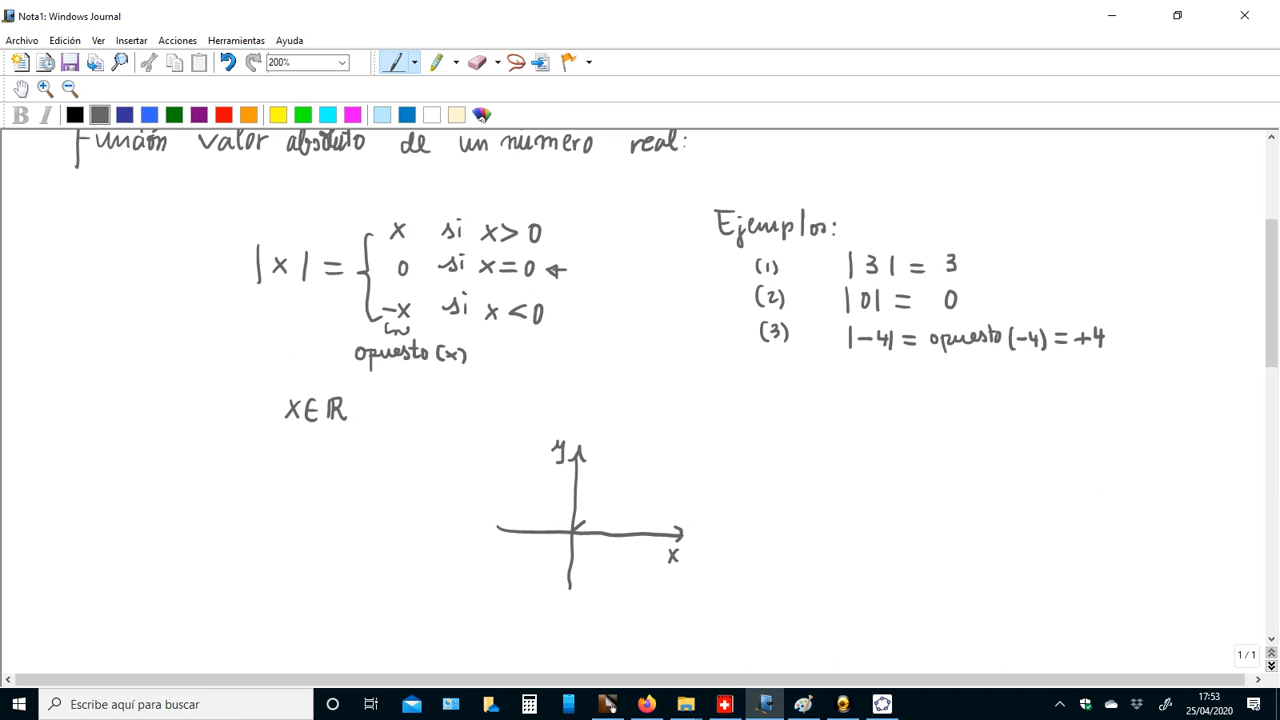 Nota1: Windows Journal
Archivo Edición Ver Insertar Acciones Herramientas Ayuda
200%
B I
Función valor absoluto de un numero real:
|x| = { x si x > 0
0 si x = 0 ←
-x si x < 0
opuesto (x)
x ∈ ℝ
Ejemplos:
(1) |3| = 3
(2) |0| = 0
(3) |-4| = opuesto (-4) = +4
y
x
1 / 1
Escribe aquí para buscar
17:53
25/04/2020